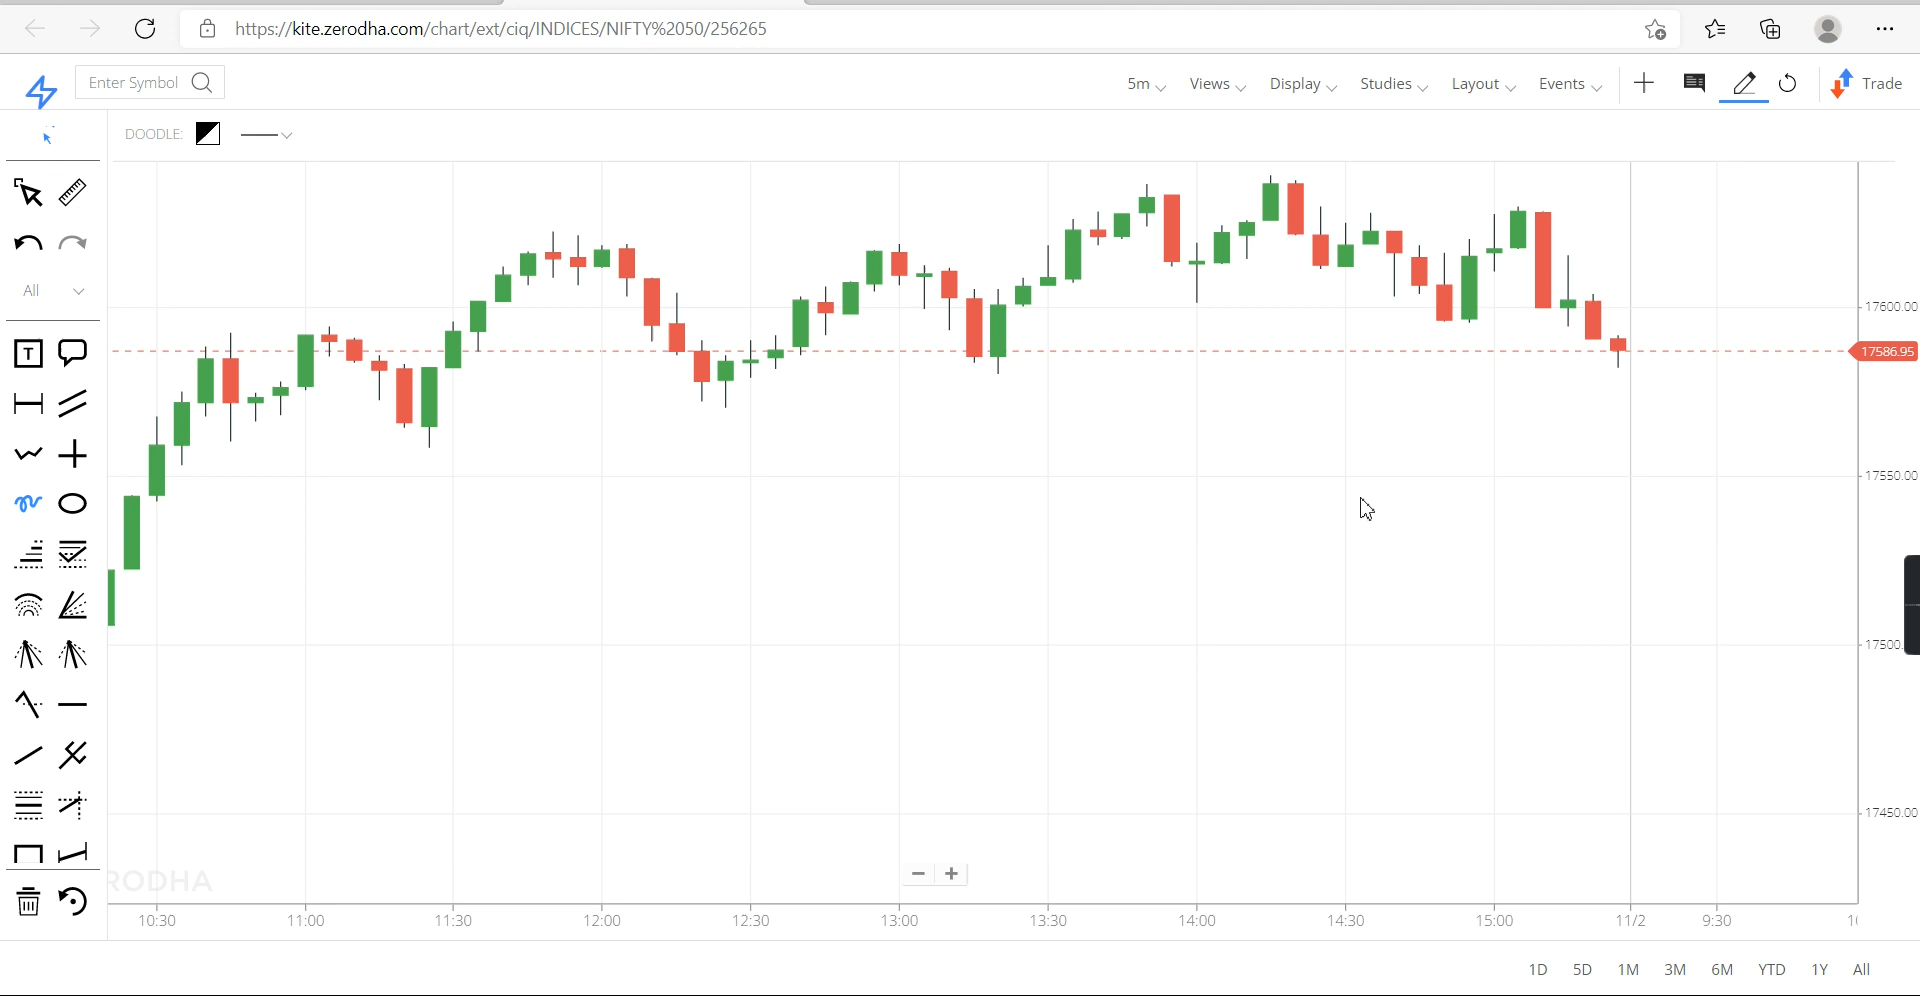 https://kite.zerodha.com/chart/ext/ciq/INDICES/NIFTY%2050/256265
Enter Symbol
5m Views Display Studies Layout Events Trade
DOODLE:
All
T
17600.00
17586.95
17550.00
17500.
17450.00
RODHA
10:30 11:00 11:30 12:00 12:30 13:00 13:30 14:00 14:30 15:00 11/2 9:30
1D 5D 1M 3M 6M YTD 1Y All